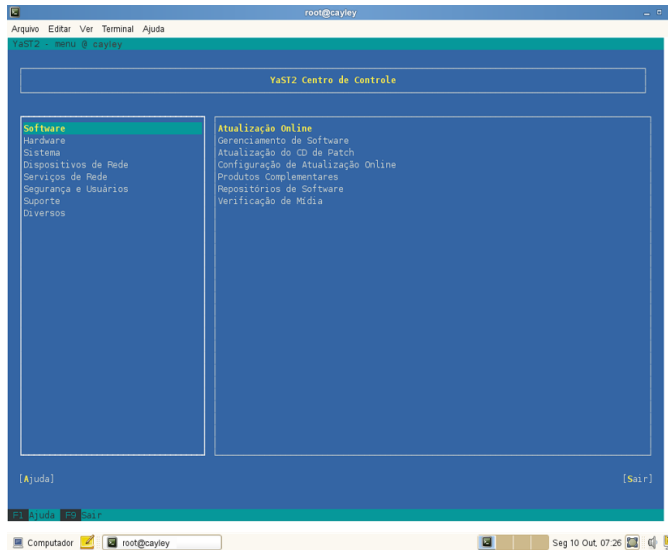 root@cayley
Arquivo Editar Ver Terminal Ajuda
YaST2 - menu @ cayley
YaST2 Centro de Controle
Software
Hardware
Sistema
Dispositivos de Rede
Serviços de Rede
Segurança e Usuários
Suporte
Diversos
Atualização Online
Gerenciamento de Software
Atualização do CD de Patch
Configuração de Atualização Online
Produtos Complementares
Repositórios de Software
Verificação de Mídia
[Ajuda]
[Sair]
F1 Ajuda F9 Sair
Computador
root@cayley
Seg 10 Out, 07:26